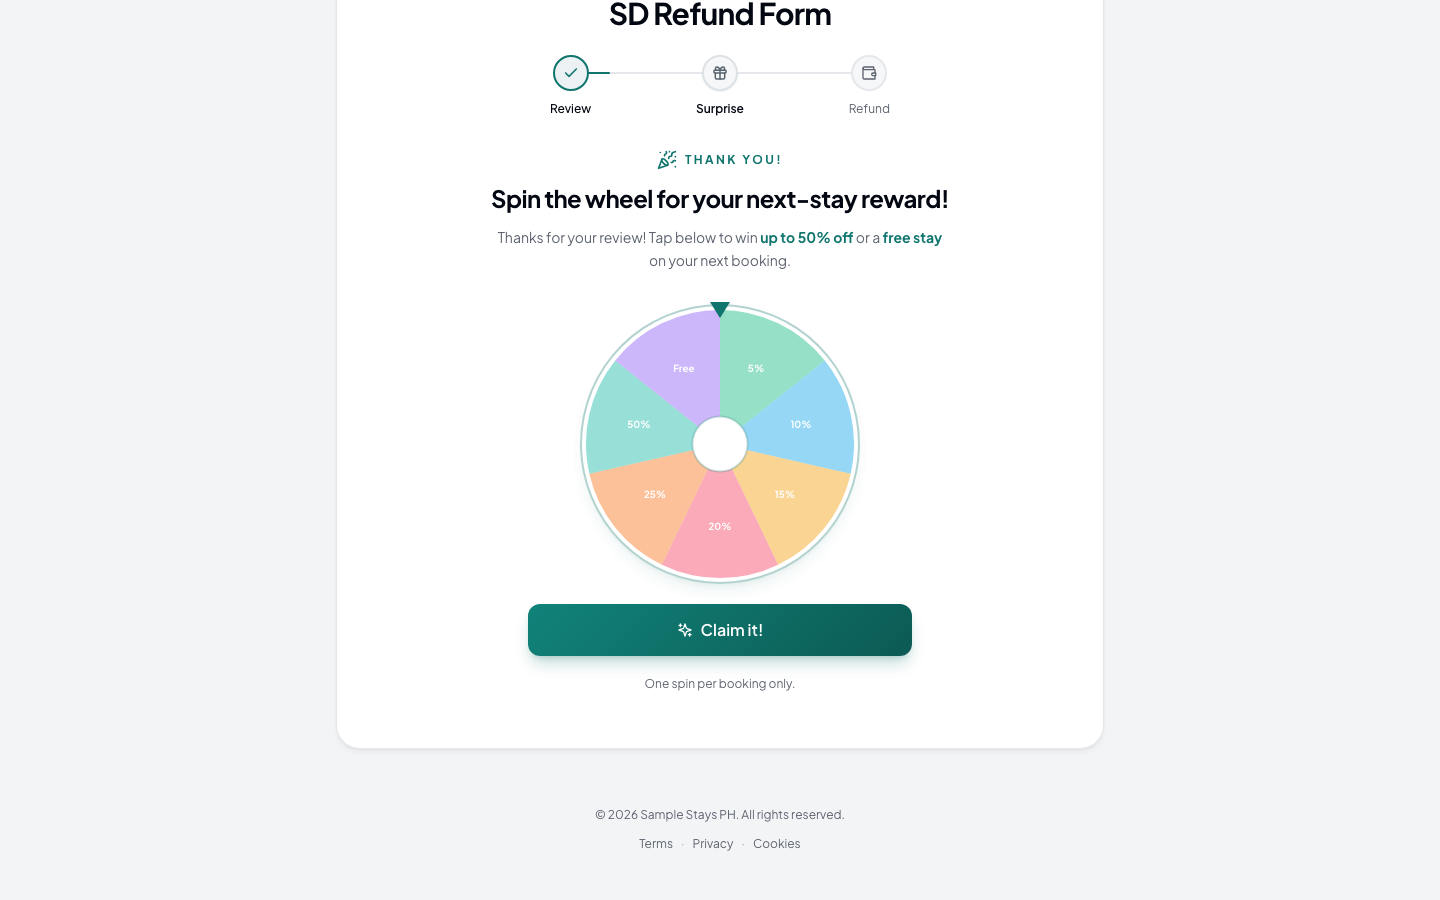 SD Refund Form
Review
Surprise
Refund
THANK YOU!
Spin the wheel for your next-stay reward!
Thanks for your review! Tap below to win up to 50% off or a free stay
on your next booking.
Free
5%
50%
10%
25%
15%
20%
Claim it!
One spin per booking only.
© 2026 Sample Stays PH. All rights reserved.
Terms · Privacy · Cookies